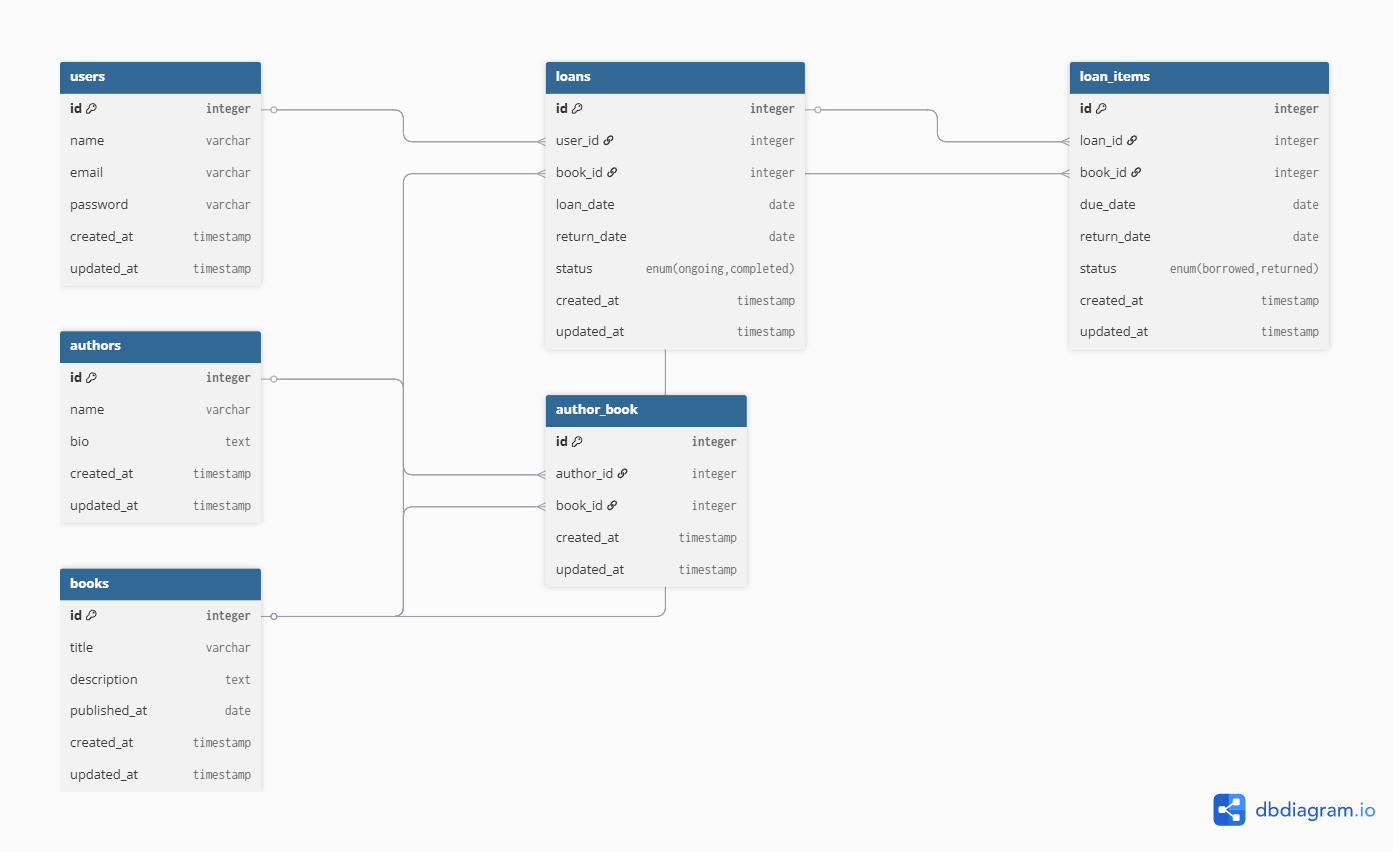 users
id integer
name varchar
email varchar
password varchar
created_at timestamp
updated_at timestamp
authors
id integer
name varchar
bio text
created_at timestamp
updated_at timestamp
books
id integer
title varchar
description text
published_at date
created_at timestamp
updated_at timestamp
loans
id integer
user_id integer
book_id integer
loan_date date
return_date date
status enum(ongoing,completed)
created_at timestamp
updated_at timestamp
author_book
id integer
author_id integer
book_id integer
created_at timestamp
updated_at timestamp
loan_items
id integer
loan_id integer
book_id integer
due_date date
return_date date
status enum(borrowed,returned)
created_at timestamp
updated_at timestamp
dbdiagram.io